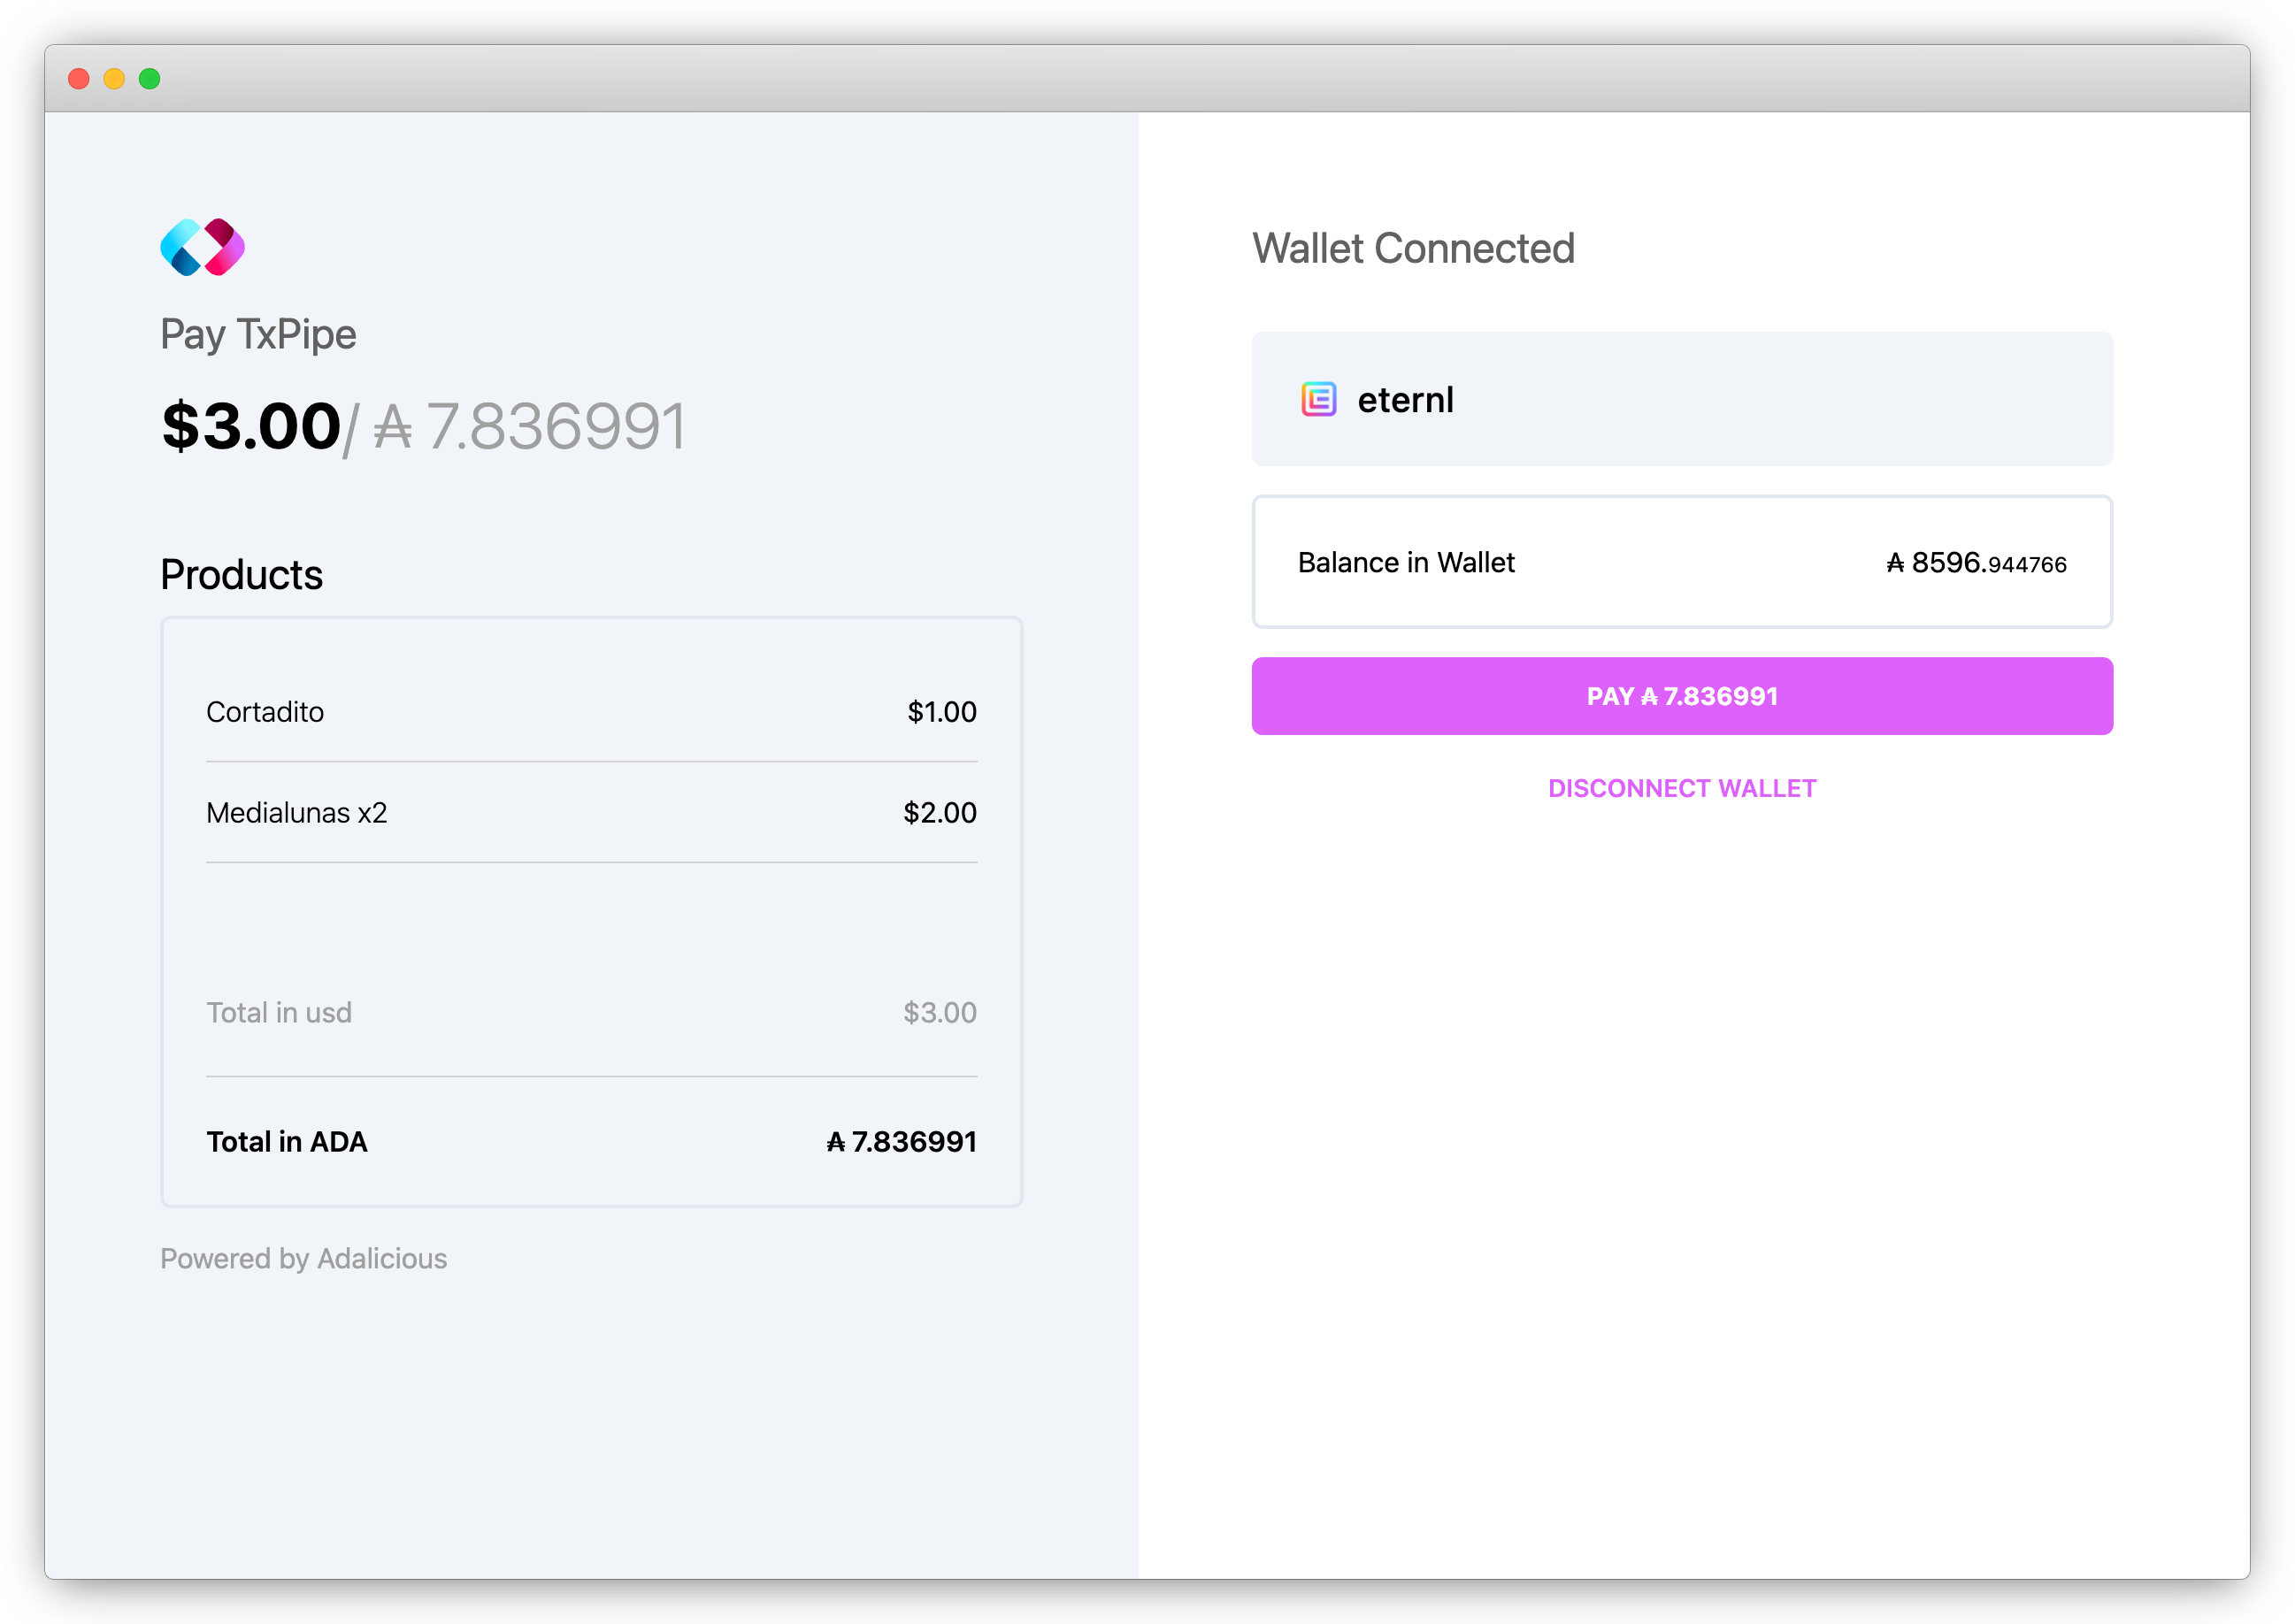 Pay TxPipe
$3.00/ ₳ 7.836991
Products
Cortadito $1.00
Medialunas x2 $2.00
Total in usd $3.00
Total in ADA ₳ 7.836991
Powered by Adalicious
Wallet Connected
eternl
Balance in Wallet ₳ 8596.944766
PAY ₳ 7.836991
DISCONNECT WALLET